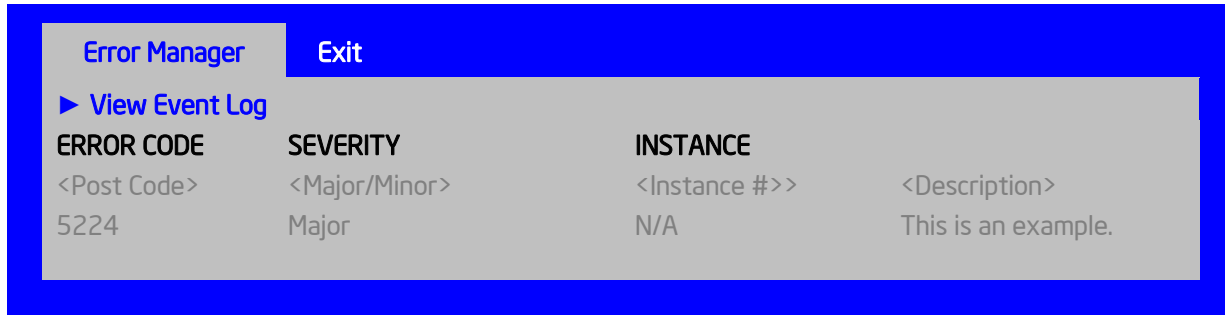 Error Manager Exit
► View Event Log
ERROR CODE SEVERITY INSTANCE
<Post Code> <Major/Minor> <Instance #>> <Description>
5224 Major N/A This is an example.